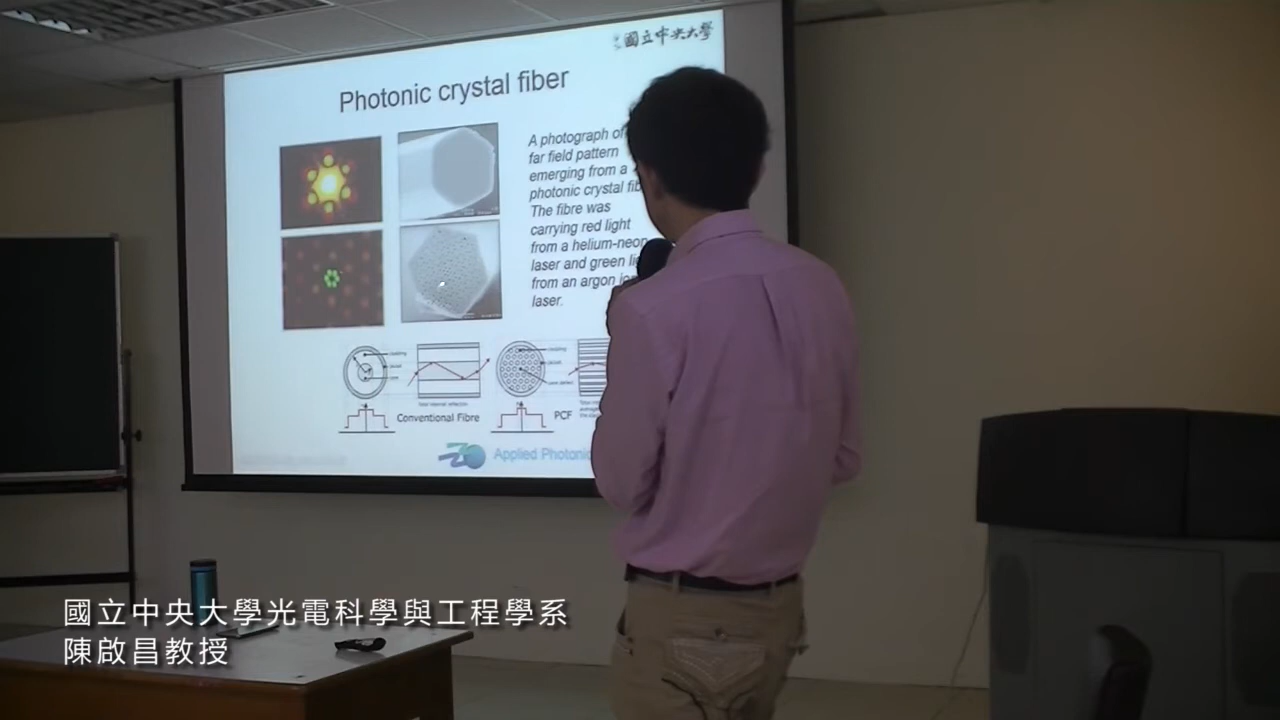 國立中央大學
Photonic crystal fiber
A photograph of
far field pattern
emerging from a
photonic crystal fib
The fibre was
carrying red light
from a helium-neon
laser and green li
from an argon ion
laser.
Conventional Fibre
PCF
Applied Photonic
國立中央大學光電科學與工程學系
陳啟昌教授